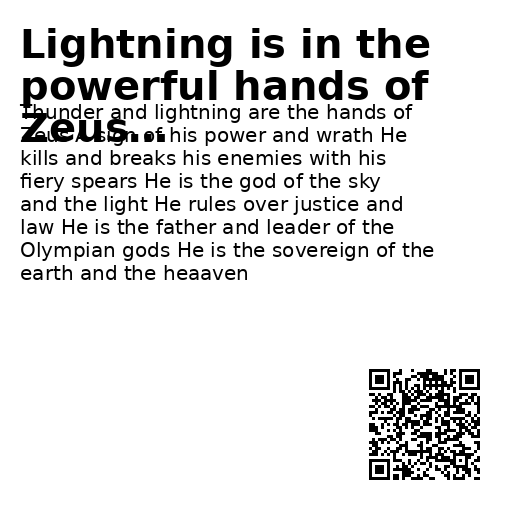 Lightning is in the
powerful hands of
Zeus...
Thunder and lightning are the hands of
Zeus A sign of his power and wrath He
kills and breaks his enemies with his
fiery spears He is the god of the sky
and the light He rules over justice and
law He is the father and leader of the
Olympian gods He is the sovereign of the
earth and the heaaven